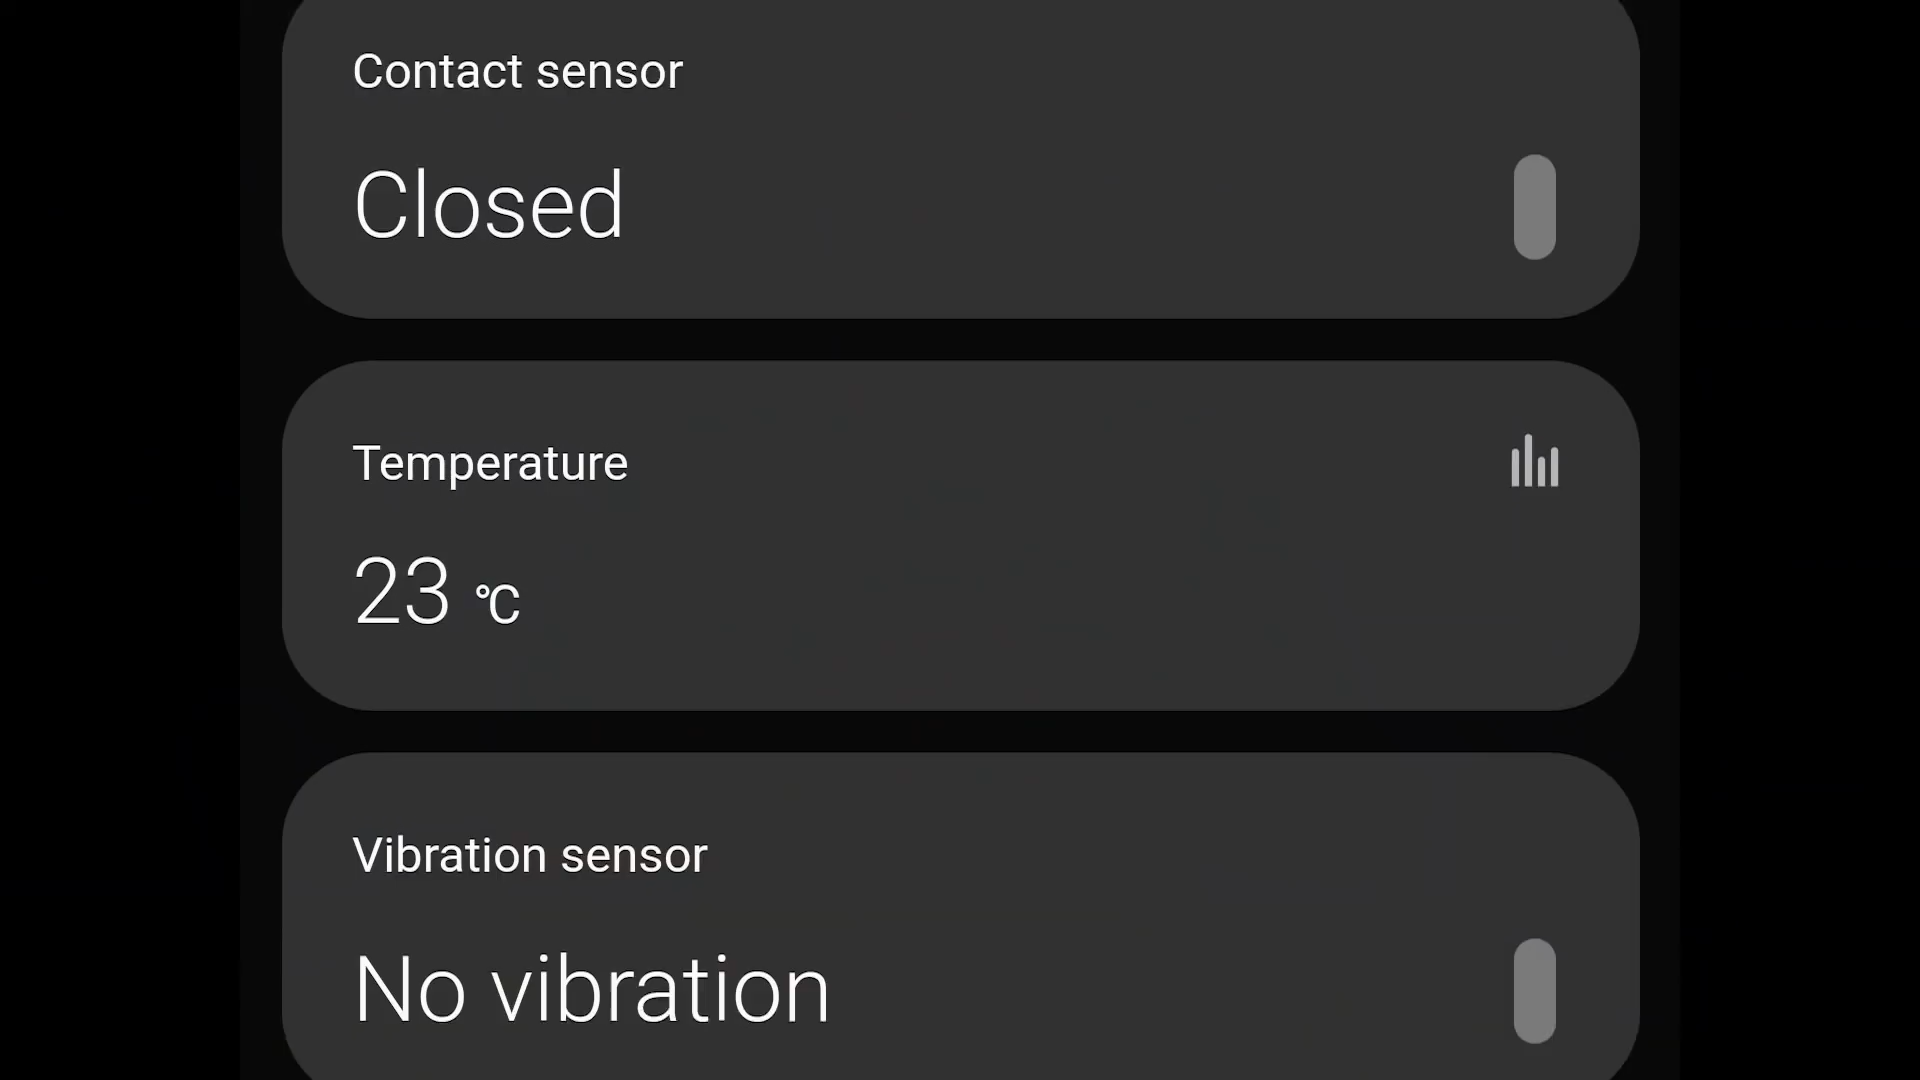 Contact sensor
Closed
Temperature
23 °C
Vibration sensor
No vibration